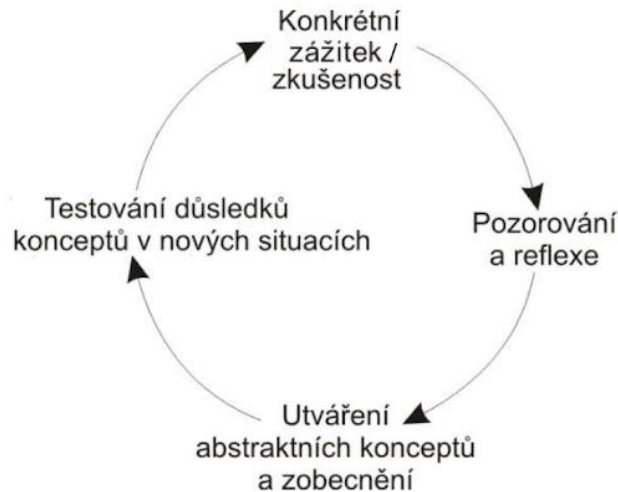 Konkrétní
zážitek /
zkušenost
Pozorování
a reflexe
Utváření
abstraktních konceptů
a zobecnění
Testování důsledků
konceptů v nových situacích